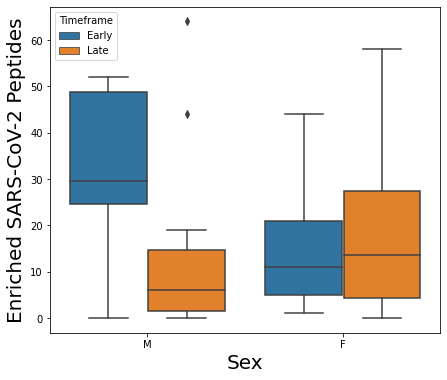 Timeframe
Early
Late
Enriched SARS-CoV-2 Peptides
60
50
40
30
20
10
0
M
F
Sex